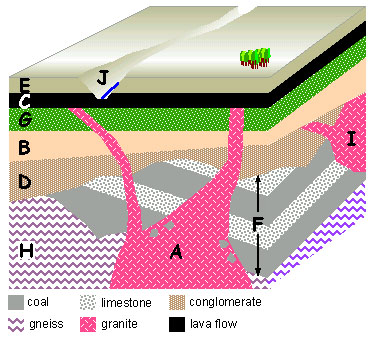 J
E
C
G
B
I
D
F
H
A
coal limestone conglomerate
gneiss granite lava flow